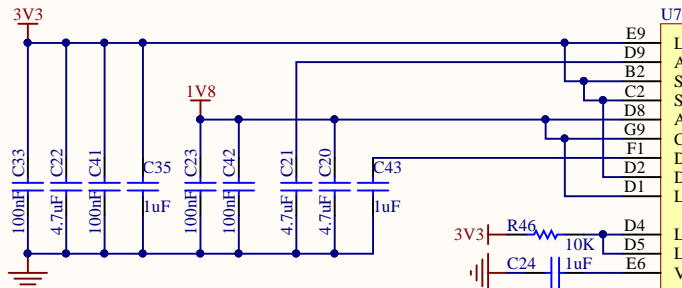 3V3
U7
E9 L
D9 A
B2 S
C2 S
1V8
D8 A
G9
F1 D
D2 D
D1 L
C33 100nF
C22 4.7uF
C41 100nF
C35 1uF
C23 100nF
C42 100nF
C21 4.7uF
C20 4.7uF
C43 1uF
3V3 R46 10K
D4 L
D5 L
C24 1uF
E6 V